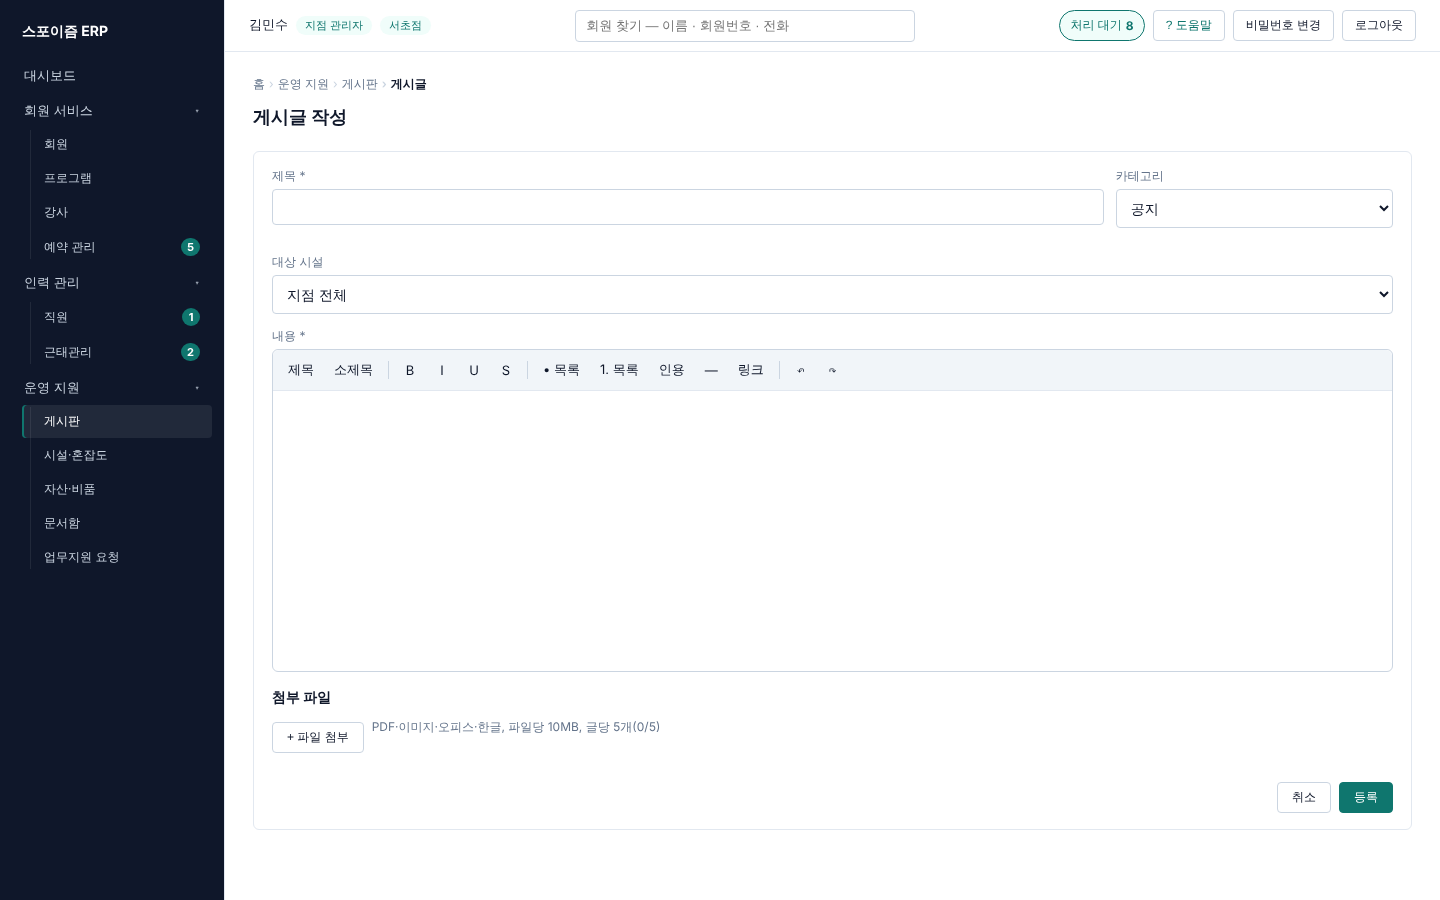 스포이즘 ERP
김민수 지점 관리자 서초점 회원 찾기 — 이름 · 회원번호 · 전화 처리 대기 8 ? 도움말 비밀번호 변경 로그아웃
대시보드
회원 서비스
회원
프로그램
강사
예약 관리 5
인력 관리
직원 1
근태관리 2
운영 지원
게시판
시설·혼잡도
자산·비품
문서함
업무지원 요청
홈 › 운영 지원 › 게시판 › 게시글
게시글 작성
제목 * 카테고리
공지
대상 시설
지점 전체
내용 *
제목 소제목 B I U S • 목록 1. 목록 인용 — 링크 ↶ ↷
첨부 파일
+ 파일 첨부 PDF·이미지·오피스·한글, 파일당 10MB, 글당 5개(0/5)
취소 등록